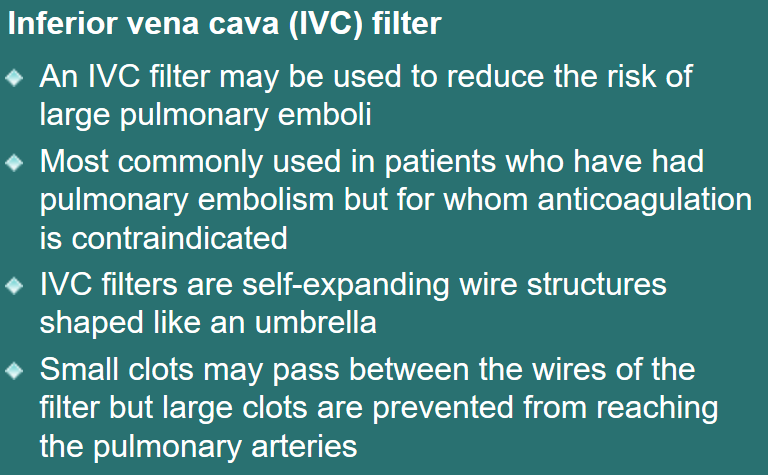 Inferior vena cava (IVC) filter
An IVC filter may be used to reduce the risk of
large pulmonary emboli
Most commonly used in patients who have had
pulmonary embolism but for whom anticoagulation
is contraindicated
IVC filters are self-expanding wire structures
shaped like an umbrella
Small clots may pass between the wires of the
filter but large clots are prevented from reaching
the pulmonary arteries